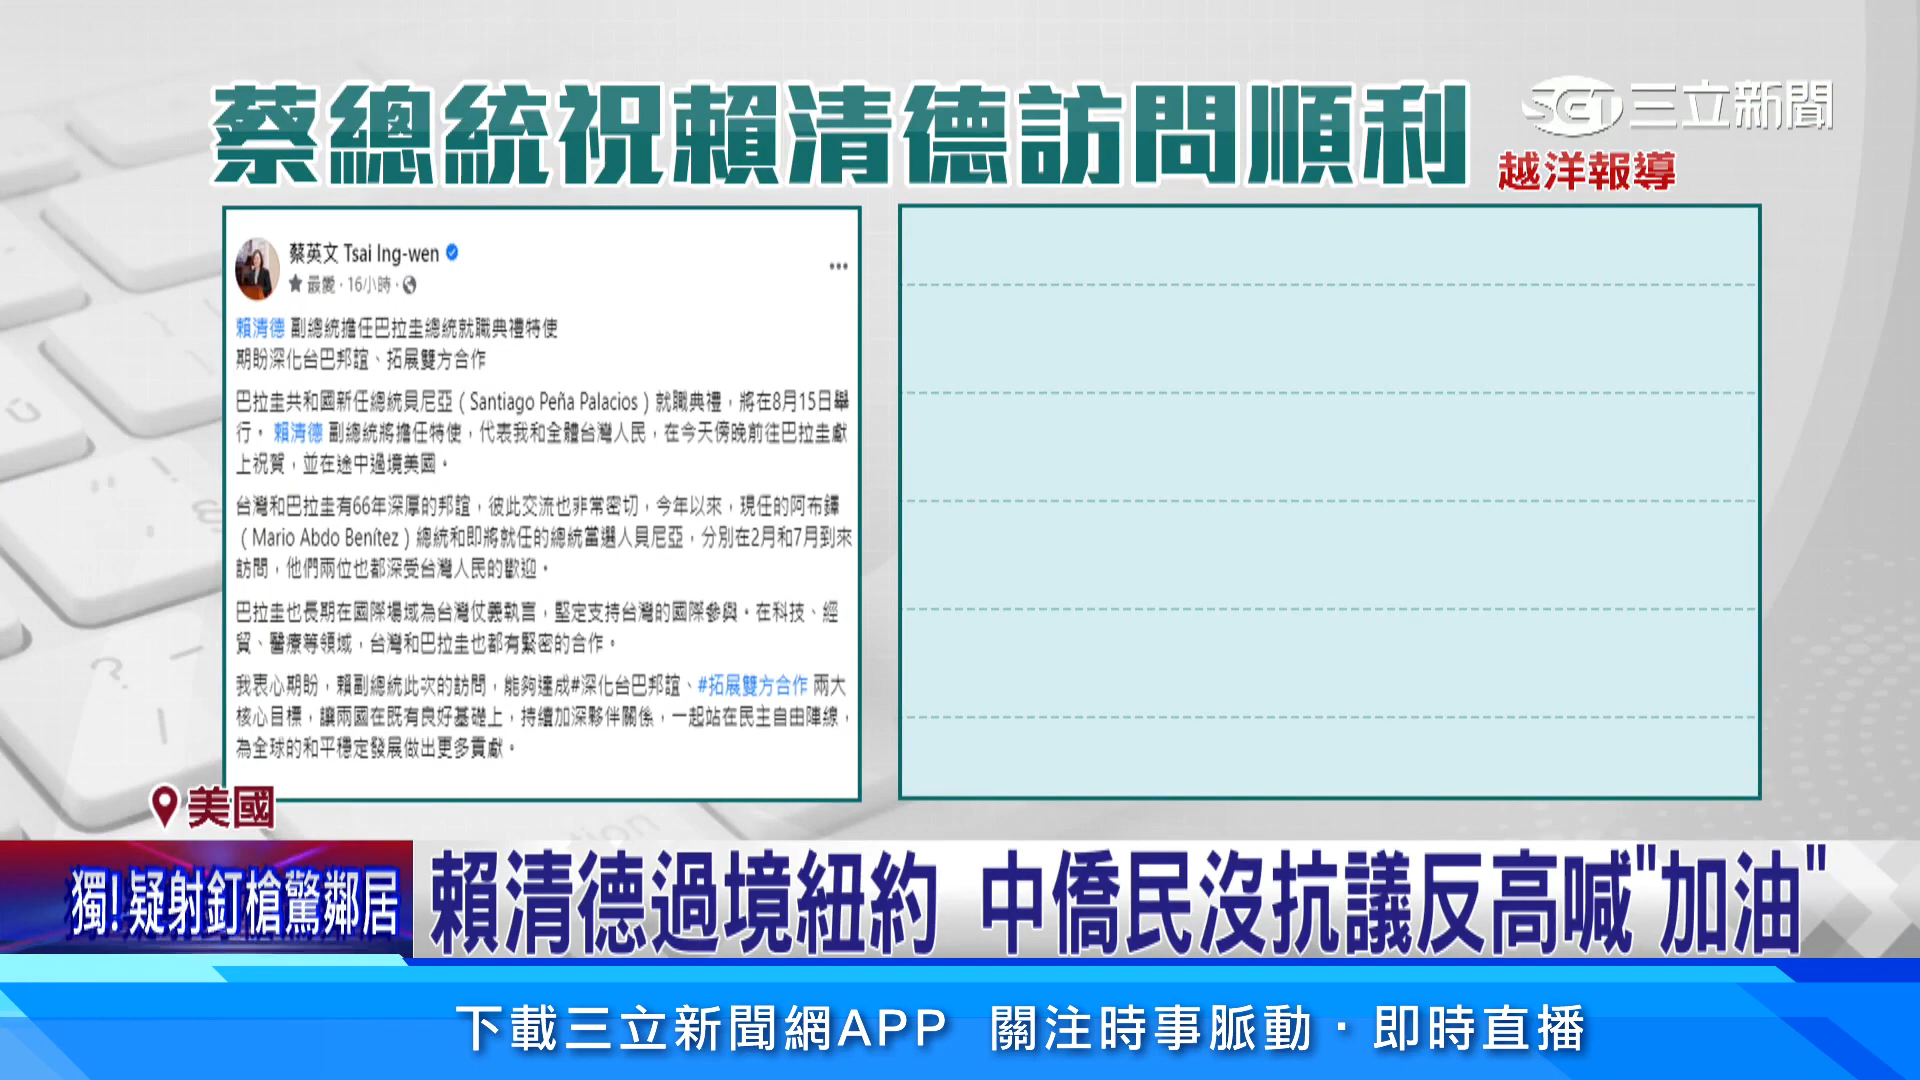 蔡總統祝賴清德訪問順利
SET三立新聞
越洋報導
蔡英文 Tsai Ing-wen
最愛·16小時·
賴清德 副總統擔任巴拉圭總統就職典禮特使
期盼深化台巴邦誼、拓展雙方合作
巴拉圭共和國新任總統貝尼亞（Santiago Peña Palacios）就職典禮，將在8月15日舉
行。 賴清德 副總統將擔任特使，代表我和全體台灣人民，在今天傍晚前往巴拉圭獻
上祝賀，並在途中過境美國。
台灣和巴拉圭有66年深厚的邦誼，彼此交流也非常密切，今年以來，現任的阿布鐸
（Mario Abdo Benítez）總統和即將就任的總統當選人貝尼亞，分別在2月和7月到來
訪問，他們兩位也都深受台灣人民的歡迎。
巴拉圭也長期在國際場域為台灣仗義執言，堅定支持台灣的國際參與。在科技、經
貿、醫療等領域，台灣和巴拉圭也都有緊密的合作。
我衷心期盼，賴副總統此次的訪問，能夠達成#深化台巴邦誼、#拓展雙方合作 兩大
核心目標，讓兩國在既有良好基礎上，持續加深夥伴關係，一起站在民主自由陣線，
為全球的和平穩定發展做出更多貢獻。
美國
獨!疑射釘槍驚鄰居
賴清德過境紐約 中僑民沒抗議反高喊"加油"
下載三立新聞網APP 關注時事脈動·即時直播